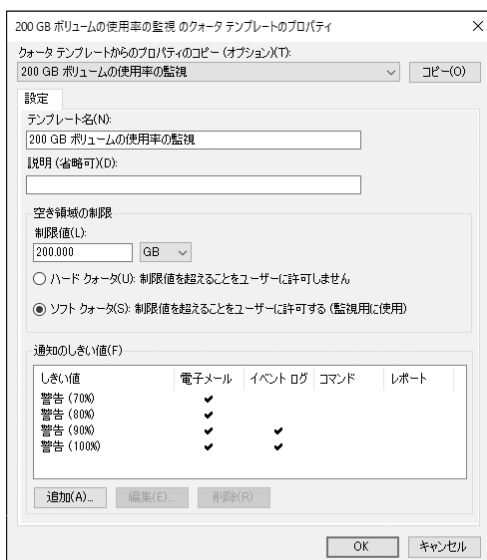 200 GB ボリュームの使用率の監視 のクォータ テンプレートのプロパティ
クォータ テンプレートからのプロパティのコピー (オプション)(T):
200 GB ボリュームの使用率の監視
コピー(O)
設定
テンプレート名(N):
200 GB ボリュームの使用率の監視
説明 (省略可)(D):
空き領域の制限
制限値(L):
200.000 GB
ハード クォータ(U): 制限値を超えることをユーザーに許可しません
ソフト クォータ(S): 制限値を超えることをユーザーに許可する (監視用に使用)
通知のしきい値(F)
しきい値 電子メール イベント ログ コマンド レポート
警告 (70%) ✔
警告 (80%) ✔
警告 (90%) ✔ ✔
警告 (100%) ✔ ✔
追加(A)... 編集(E)... 削除(R)
OK キャンセル